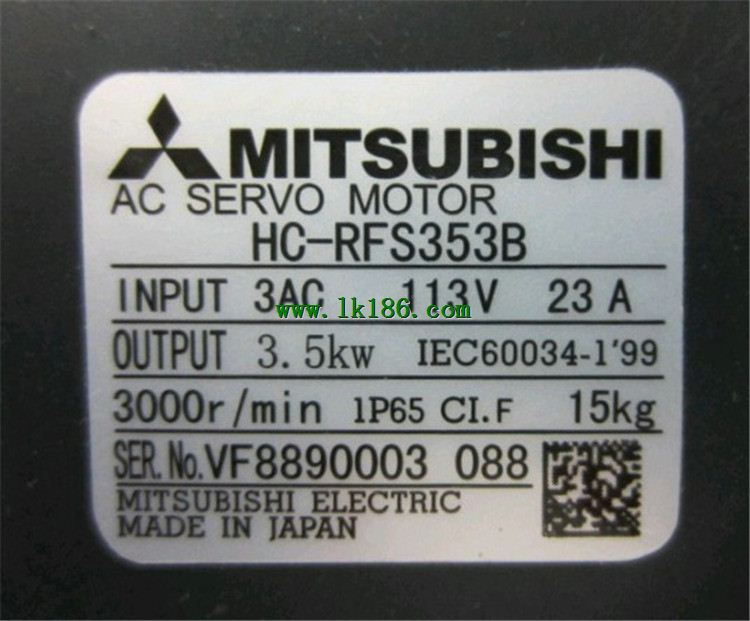 MITSUBISHI
AC SERVO MOTOR
HC-RFS353B
INPUT 3AC 113V 23 A
www.lk186.com
OUTPUT 3.5kw IEC60034-1'99
3000r/min 1P65 CI.F 15kg
SER.No.VF8890003 088
MITSUBISHI ELECTRIC
MADE IN JAPAN